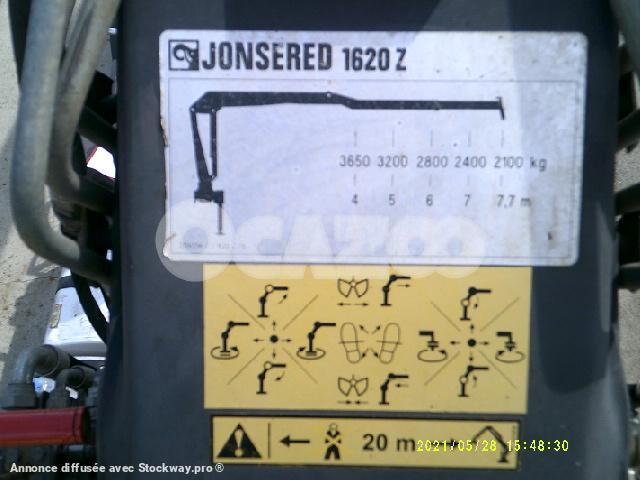 JONSERED 1620 Z
3650 3200 2800 2400 2100 kg
4 5 6 7 7,7 m
OCAZOO
20 m
2021/05/28 15:48:30
Annonce diffusée avec Stockway.pro®